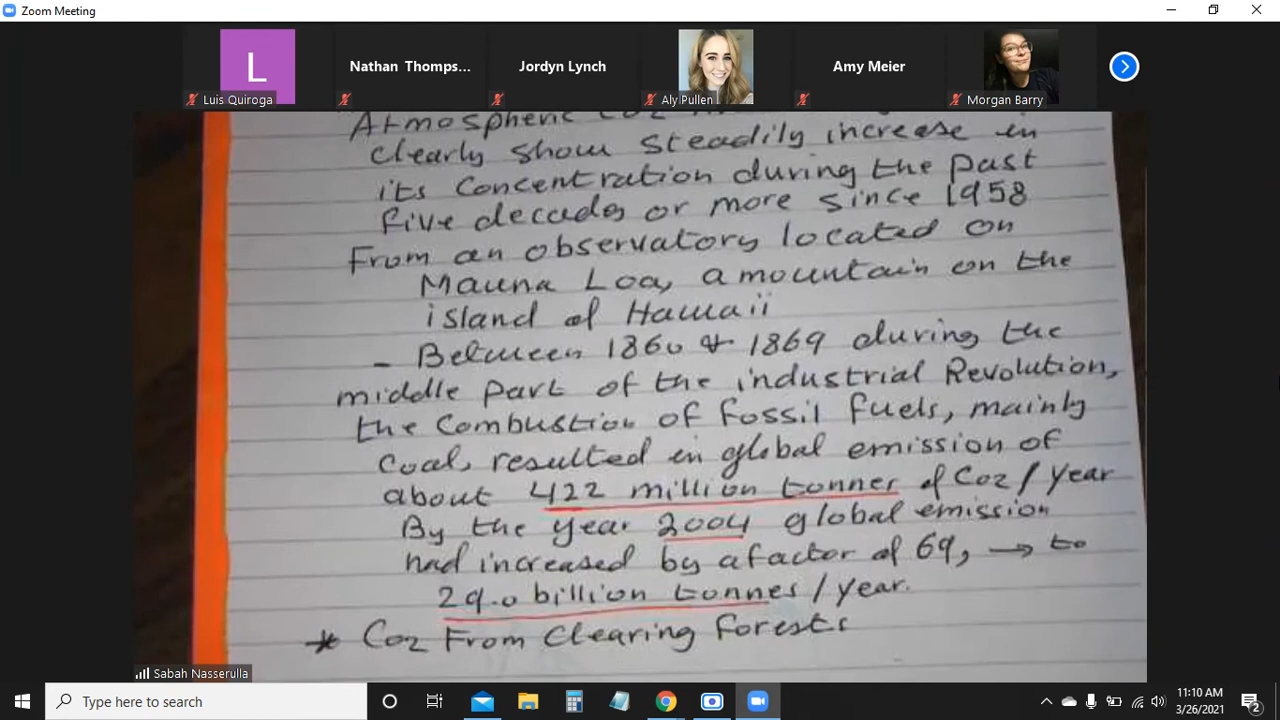 Zoom Meeting
L
Luis Quiroga
Nathan Thomps...
Jordyn Lynch
Aly Pullen
Amy Meier
Morgan Barry
Atmospheric Co2
clearly show steadily increase in
its concentration during the past
five decades or more since 1958
From an observatory located on
Mauna Loa, a mountain on the
island of Hawaii
- Between 1860 & 1869 during the
middle part of the industrial Revolution,
the Combustion of Fossil fuels, mainly
Coal, resulted in global emission of
about 422 million tonner of Co2 / year
By the year 2004 global emission
had increased by a factor of 69, → to
29.0 billion tonnes / year.
* Co2 From Clearing forests
Sabah Nasserulla
Type here to search
11:10 AM
3/26/2021
2